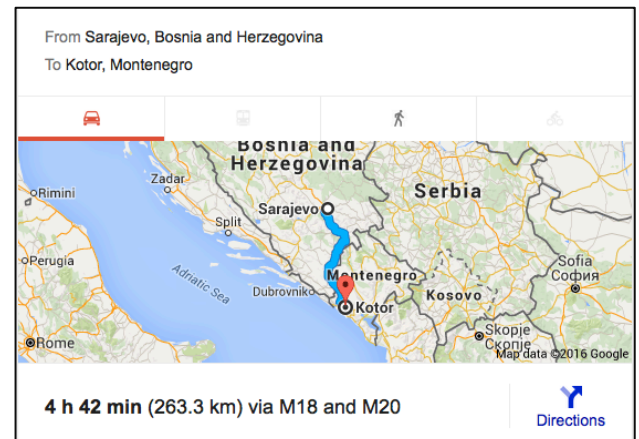 From Sarajevo, Bosnia and Herzegovina
To Kotor, Montenegro
Bosnia and
Herzegovina
Zadar
Rimini
Serbia
Sarajevo
Split
Perugia
Sofia
София
Adriatic Sea
Montenegro
Dubrovnik
Kosovo
Kotor
Skopje
Скопје
Rome
Map data ©2016 Google
4 h 42 min (263.3 km) via M18 and M20
Directions